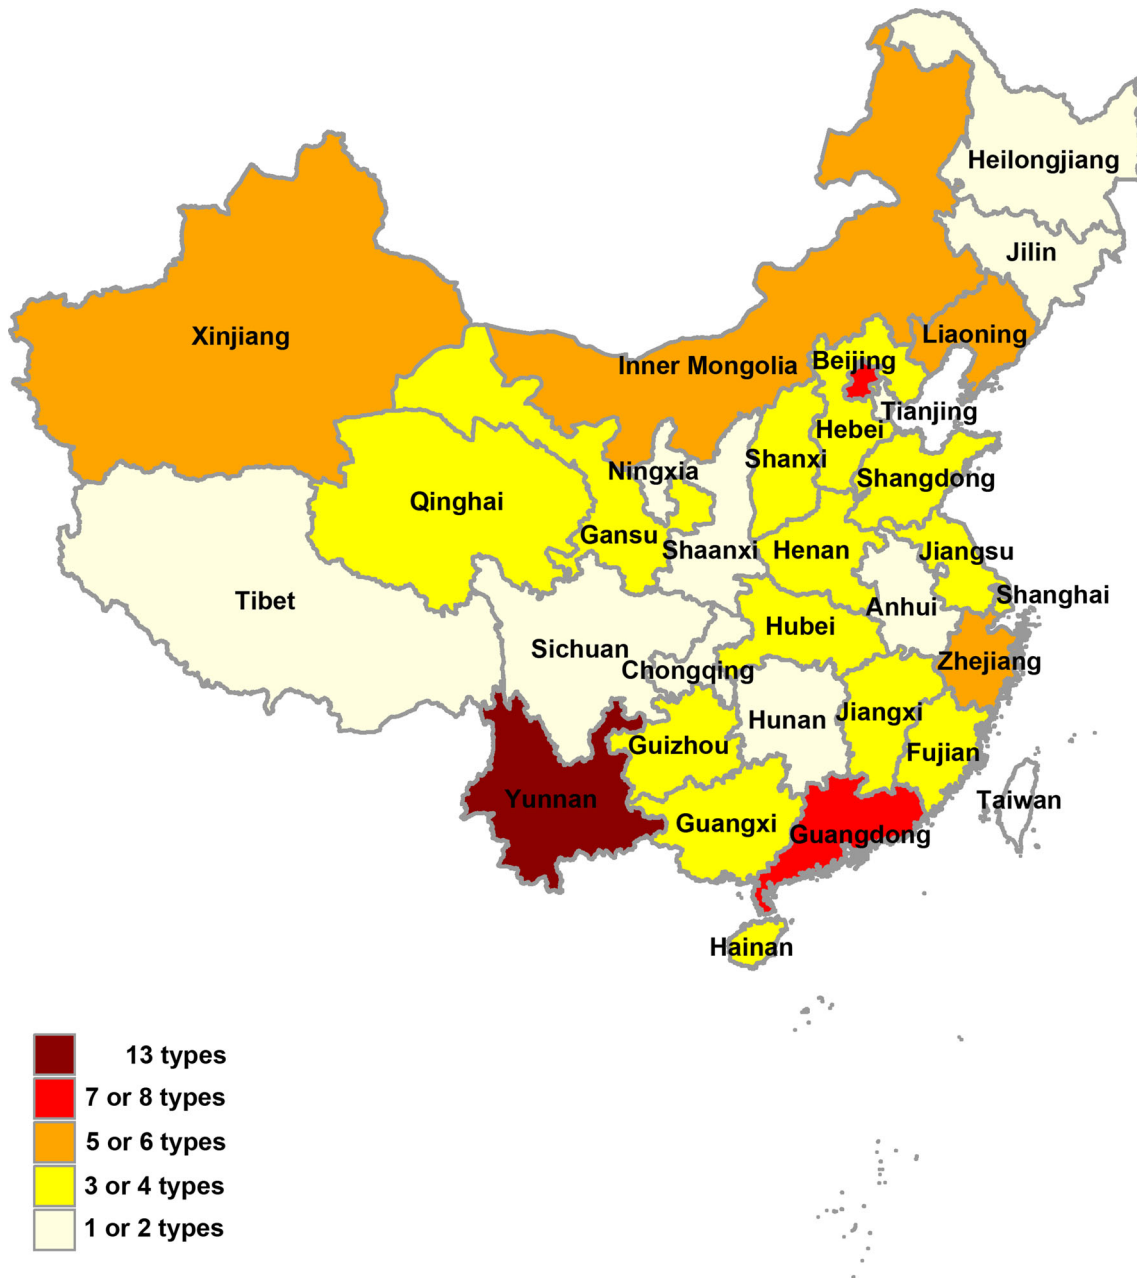 Heilongjiang
Jilin
Xinjiang
Liaoning
Inner Mongolia
Beijing
Tianjing
Hebei
Shanxi
Ningxia
Shangdong
Qinghai
Gansu
Shaanxi
Henan
Jiangsu
Tibet
Shanghai
Anhui
Hubei
Sichuan
Zhejiang
Chongqing
Hunan
Jiangxi
Guizhou
Fujian
Yunnan
Taiwan
Guangxi
Guangdong
Hainan
13 types
7 or 8 types
5 or 6 types
3 or 4 types
1 or 2 types